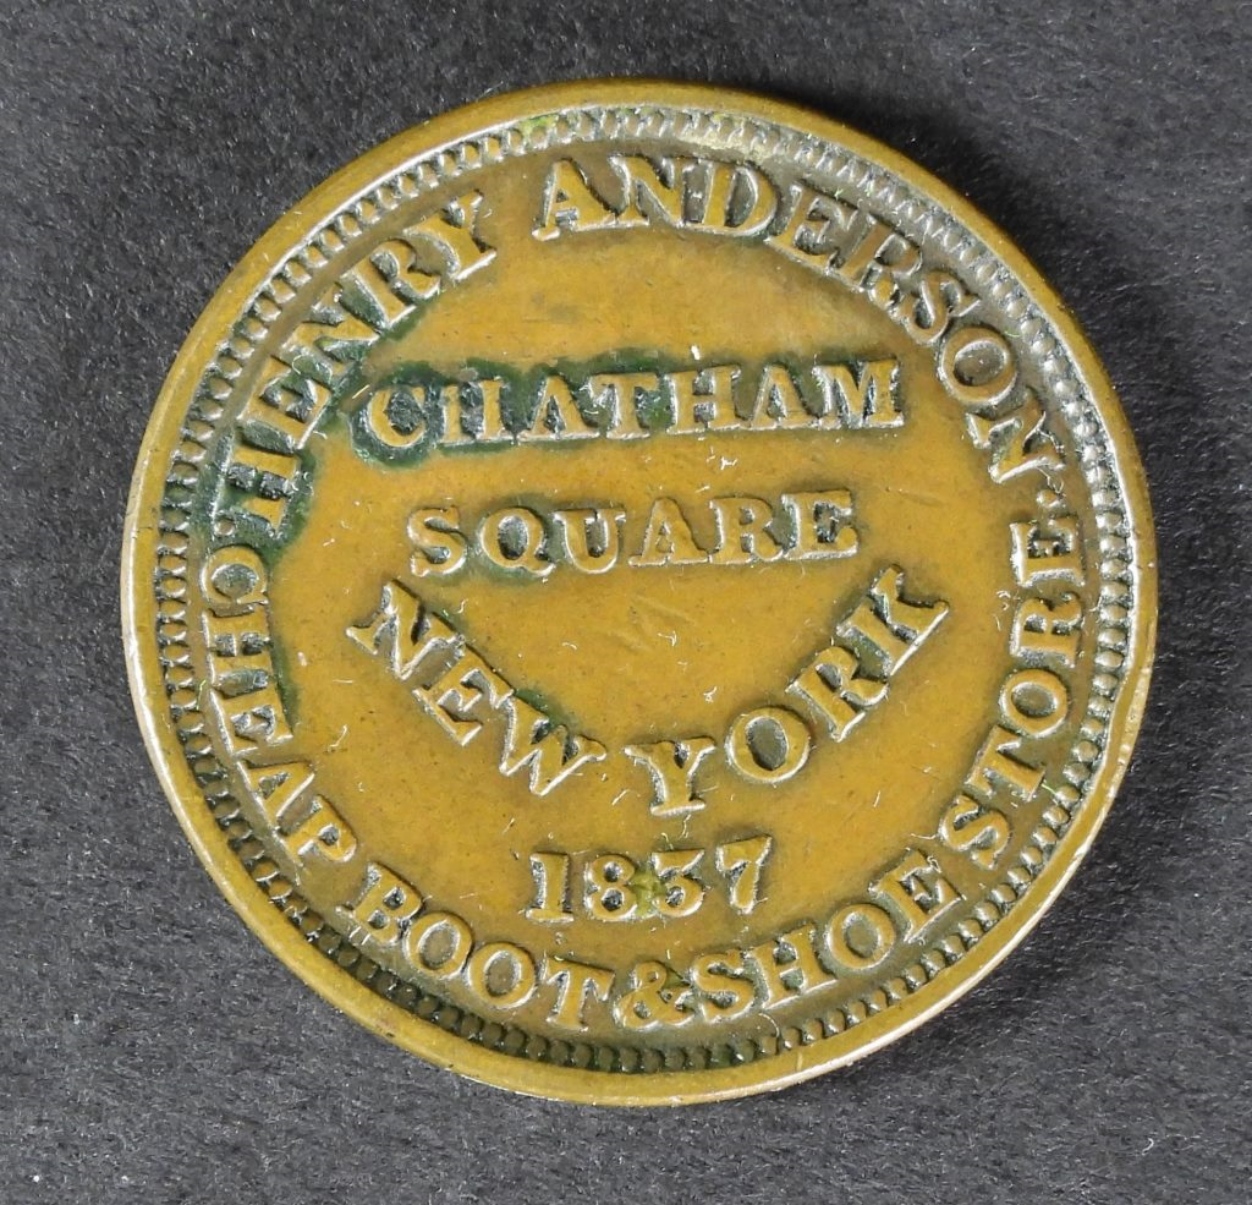 HENRY ANDERSON.
CHATHAM
SQUARE
NEW YORK
1837
CHEAP BOOT & SHOE STORE.